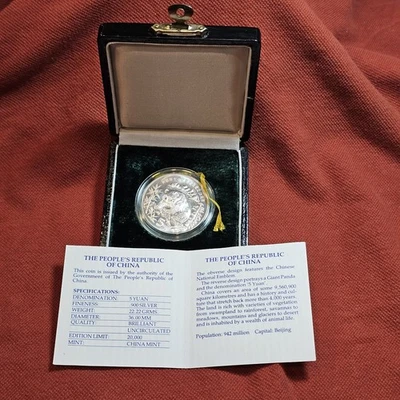 THE PEOPLE'S REPUBLIC
OF CHINA
This coin is issued by the authority of the
Government of The People's Republic of
China.
SPECIFICATIONS:
DENOMINATION: 5 YUAN
FINENESS: .900 SILVER
WEIGHT: 22.22 GRMS
DIAMETER: 36.00 MM
QUALITY BRILLIANT
UNCIRCULATED
EDITION LIMIT: 20,000
MINT: CHINA MINT
THE PEOPLE'S REPUBLIC
OF CHINA
The obverse design features the Chinese
National Emblem.
The reverse design portrays a Giant Panda
and the denomination '5 Yuan'.
China covers an area of some 9,560,900
square kilometres and has a history and cul-
ture that stretch back more than 4,000 years.
The land is rich with varieties of vegetation
from swampland to rainforest, savannas to
meadows, mountains and glaciers to desert
and is inhabited by a wealth of animal life.
Population: 942 million Capital: Beijing